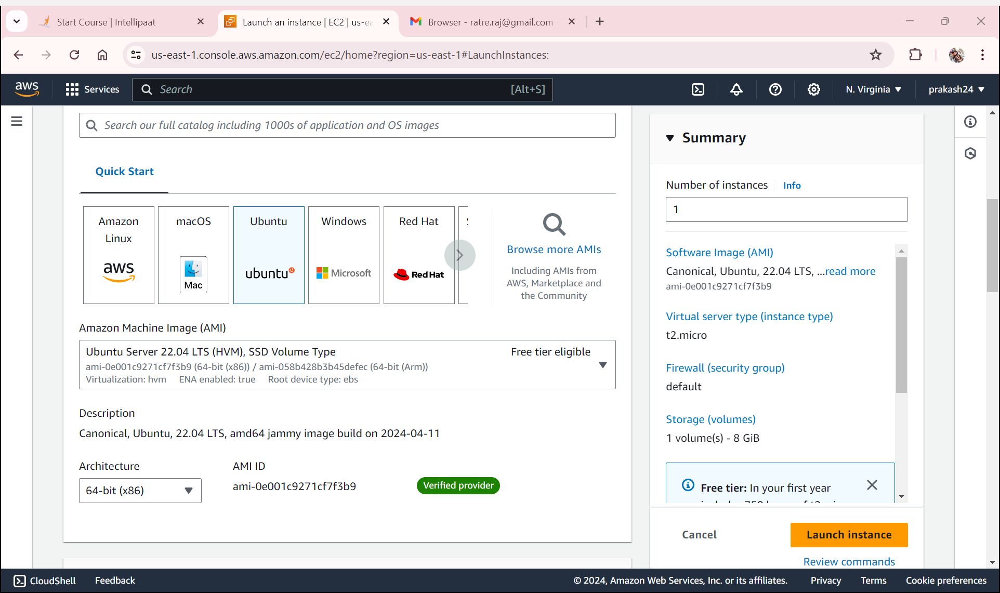 Start Course | Intellipaat
Launch an instance | EC2 | us-ea
Browser - ratre.raj@gmail.com -
us-east-1.console.aws.amazon.com/ec2/home?region=us-east-1#LaunchInstances:
aws
Services
Search
[Alt+S]
N. Virginia
prakash24
Search our full catalog including 1000s of application and OS images
Quick Start
Amazon
Linux
aws
macOS
Mac
Ubuntu
ubuntu
Windows
Microsoft
Red Hat
Red Hat
Browse more AMIs
Including AMIs from
AWS, Marketplace and
the Community
Amazon Machine Image (AMI)
Ubuntu Server 22.04 LTS (HVM), SSD Volume Type
Free tier eligible
ami-0e001c9271cf7f3b9 (64-bit (x86)) / ami-058b428b3b45defec (64-bit (Arm))
Virtualization: hvm ENA enabled: true Root device type: ebs
Description
Canonical, Ubuntu, 22.04 LTS, amd64 jammy image build on 2024-04-11
Architecture
64-bit (x86)
AMI ID
ami-0e001c9271cf7f3b9
Verified provider
Summary
Number of instances
Info
1
Software Image (AMI)
Canonical, Ubuntu, 22.04 LTS, ...read more
ami-0e001c9271cf7f3b9
Virtual server type (instance type)
t2.micro
Firewall (security group)
default
Storage (volumes)
1 volume(s) - 8 GiB
Free tier: In your first year
Cancel
Launch instance
Review commands
CloudShell
Feedback
© 2024, Amazon Web Services, Inc. or its affiliates.
Privacy
Terms
Cookie preferences